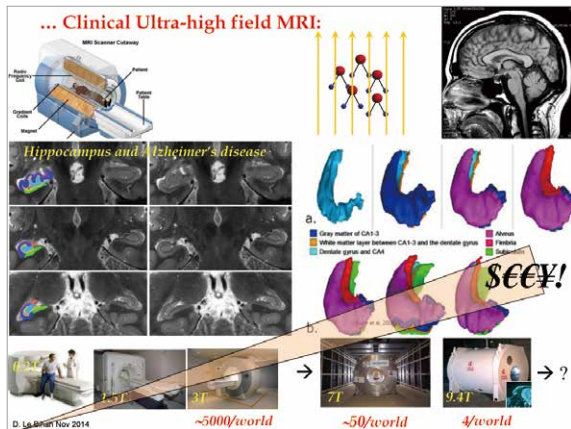 ... Clinical Ultra-high field MRI:
MRI Scanner Cutaway
Radio
Frequency
Coil
Patient
Patient
Table
Gradient
Coils
Magnet
Hippocampus and Alzheimer's disease
a.
Gray matter of CA1-3
Alveus
White matter layer between CA1-3 and the dentate gyrus
Fimbria
Dentate gyrus and CA4
$€€¥!
b.
0.2T
1.5T
3T
7T
9.4T
?
~5000/world
~50/world
4/world
D. Le Bihan Nov 2014